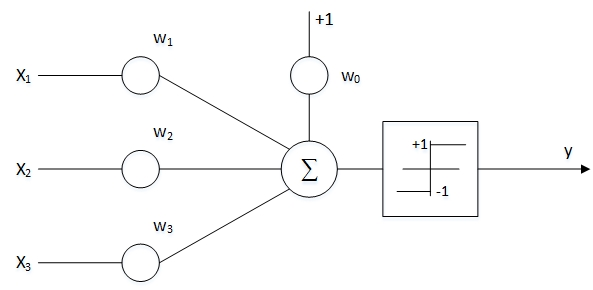 +1
w₁
X₁
w₀
w₂
+1
y
X₂
∑
-1
w₃
X₃